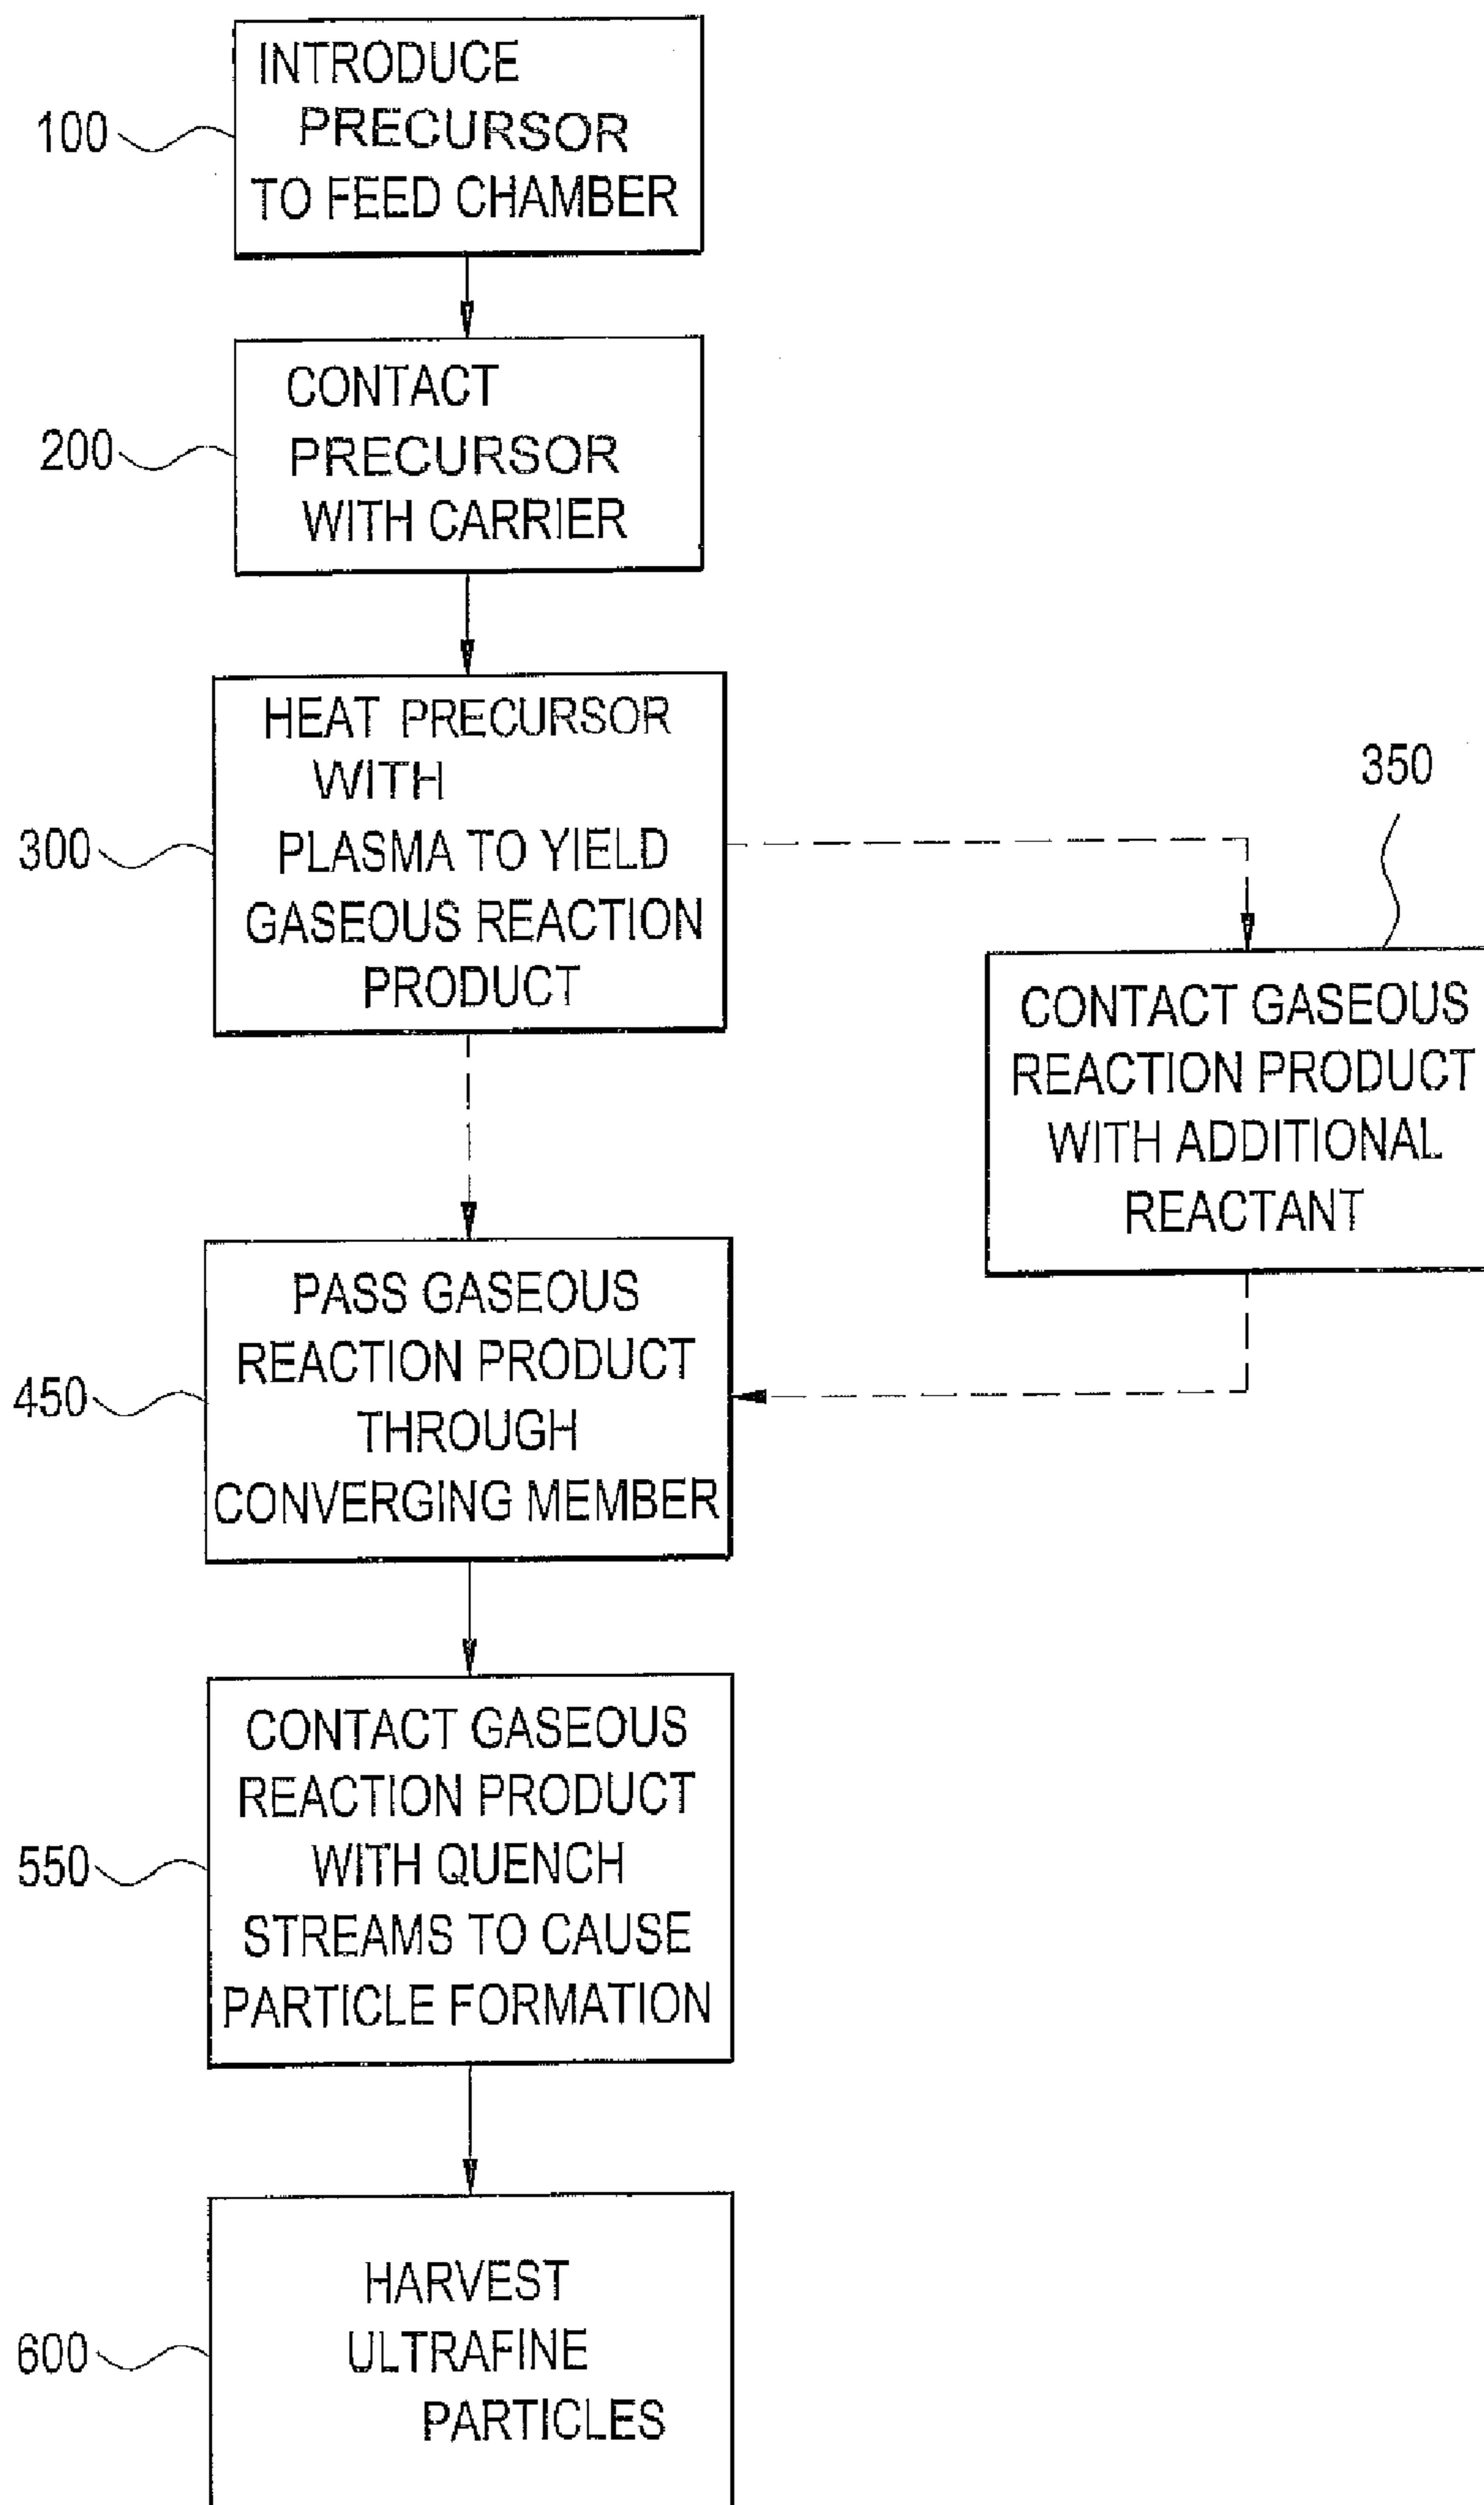 100
INTRODUCE
PRECURSOR
TO FEED CHAMBER
200
CONTACT
PRECURSOR
WITH CARRIER
300
HEAT PRECURSOR
WITH
PLASMA TO YIELD
GASEOUS REACTION
PRODUCT
350
CONTACT GASEOUS
REACTION PRODUCT
WITH ADDITIONAL
REACTANT
450
PASS GASEOUS
REACTION PRODUCT
THROUGH
CONVERGING MEMBER
550
CONTACT GASEOUS
REACTION PRODUCT
WITH QUENCH
STREAMS TO CAUSE
PARTICLE FORMATION
600
HARVEST
ULTRAFINE
PARTICLES